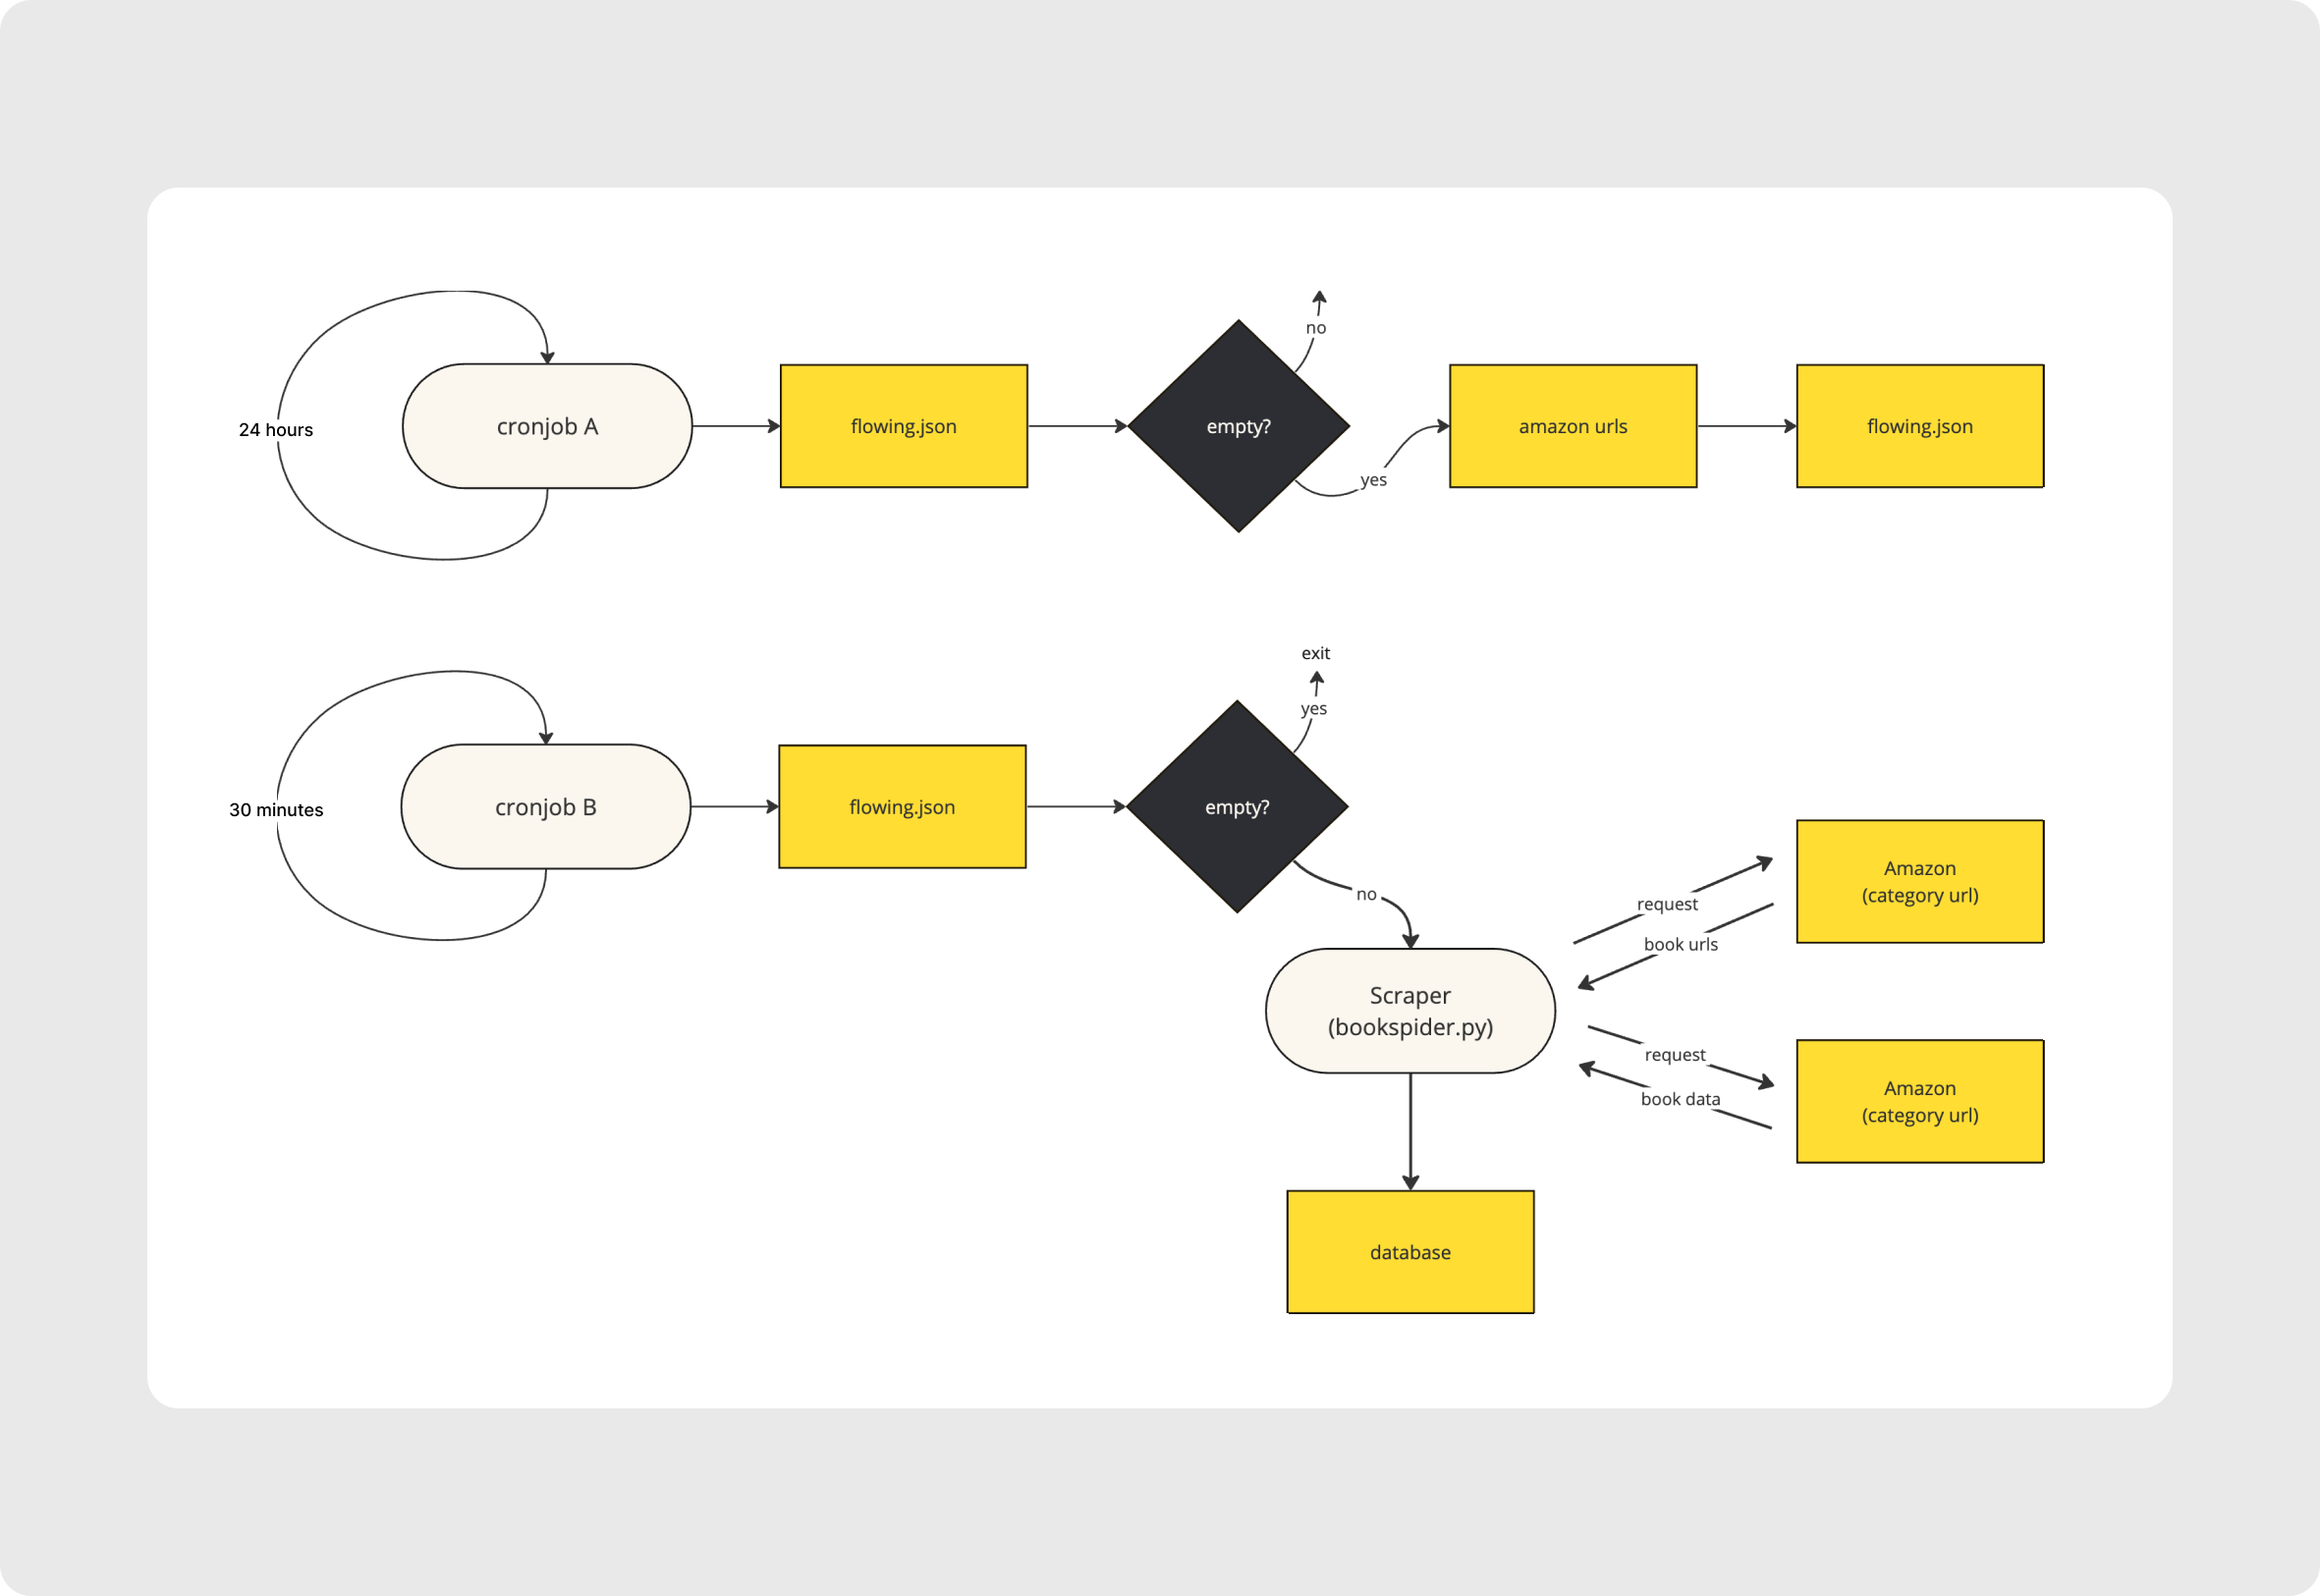 no
24 hours
cronjob A
flowing.json
empty?
amazon urls
flowing.json
yes
exit
yes
30 minutes
cronjob B
flowing.json
empty?
no
Amazon
(category url)
request
book urls
Scraper
(bookspider.py)
request
book data
Amazon
(category url)
database